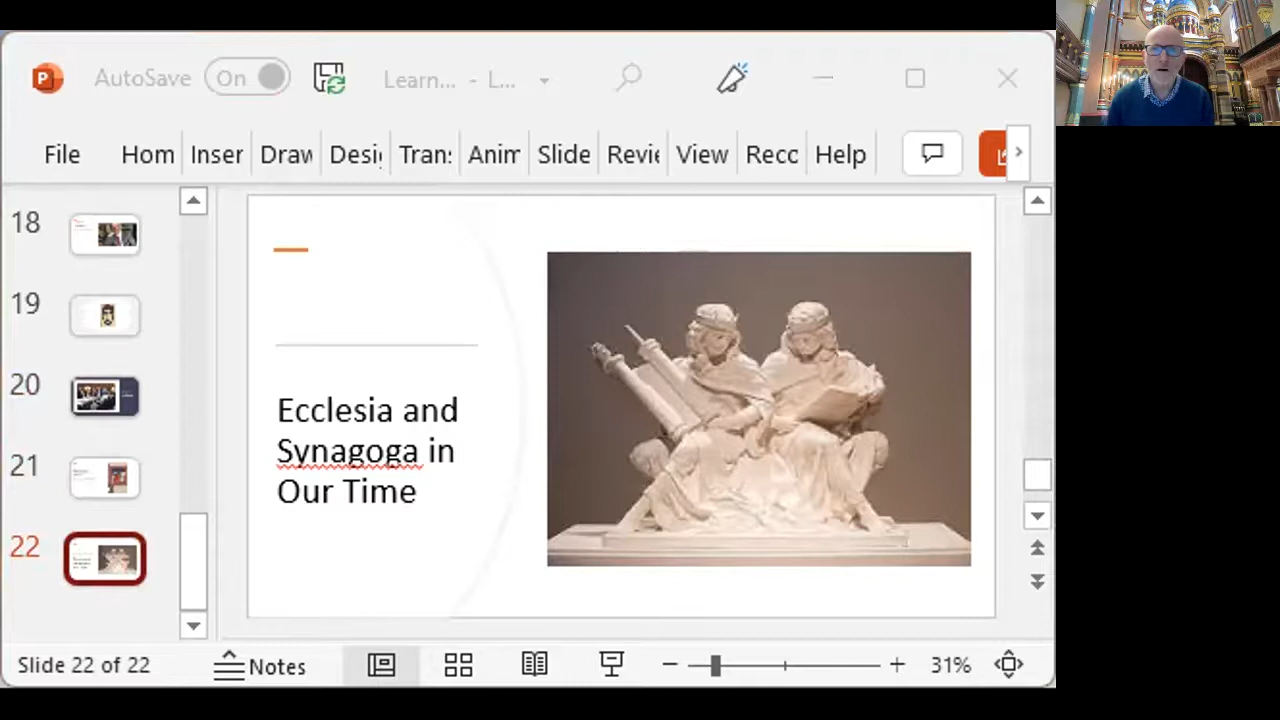 AutoSave On Learn... - L...
File Hom Inser Draw Desi Tran: Anim Slide Revie View Recc Help
18
19
20
21
22
Ecclesia and
Synagoga in
Our Time
Slide 22 of 22 Notes 31%